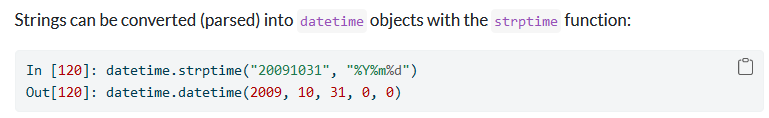 Strings can be converted (parsed) into datetime objects with the strptime function:
In [120]: datetime.strptime("20091031", "%Y%m%d")
Out[120]: datetime.datetime(2009, 10, 31, 0, 0)